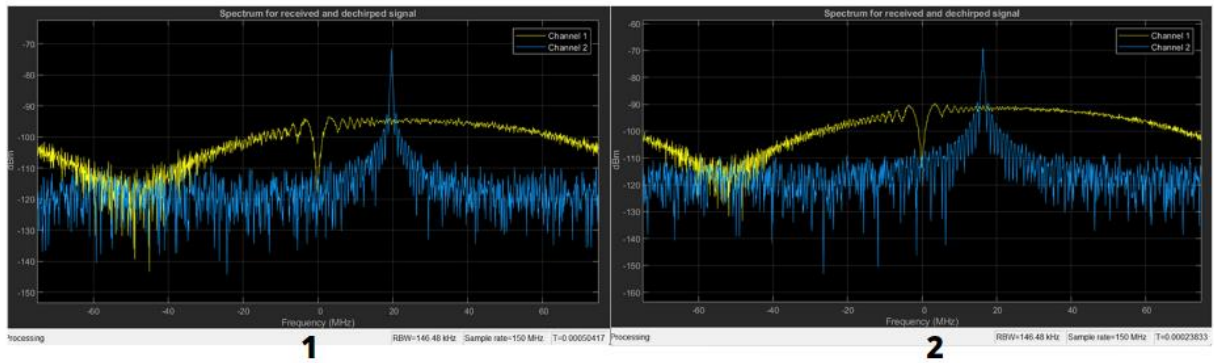 Spectrum for received and dechirped signal
Channel 1
Channel 2
-70
-80
-90
-100
-110
-120
-130
-140
-150
dBm
-60
-40
-20
0
20
40
60
Frequency (MHz)
Processing
RBW=146.48 kHz
Sample rate=150 MHz
T=0.00050417
1
Spectrum for received and dechirped signal
Channel 1
Channel 2
-60
-70
-80
-90
-100
-110
-120
-130
-140
-150
-160
dBm
-60
-40
-20
0
20
40
60
Frequency (MHz)
Processing
RBW=146.48 kHz
Sample rate=150 MHz
T=0.00023833
2